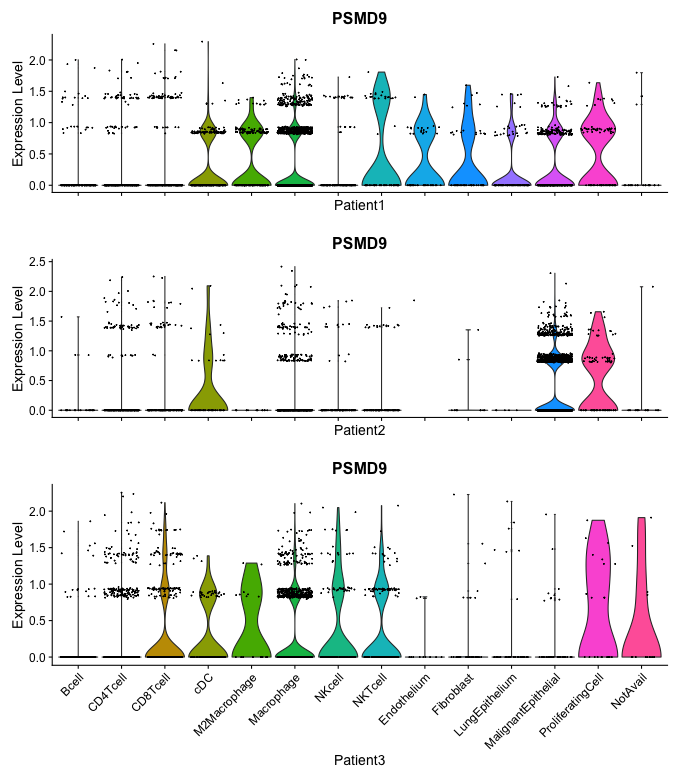 PSMD9
2.0
1.5
1.0
0.5
0.0
Expression Level
Patient1
PSMD9
2.5
2.0
1.5
1.0
0.5
0.0
Expression Level
Patient2
PSMD9
2.0
1.5
1.0
0.5
0.0
Expression Level
Bcell
CD4Tcell
CD8Tcell
cDC
M2Macrophage
Macrophage
NKcell
NKTcell
Endothelium
Fibroblast
LungEpithelium
MalignantEpithelial
ProliferatingCell
NotAvail
Patient3